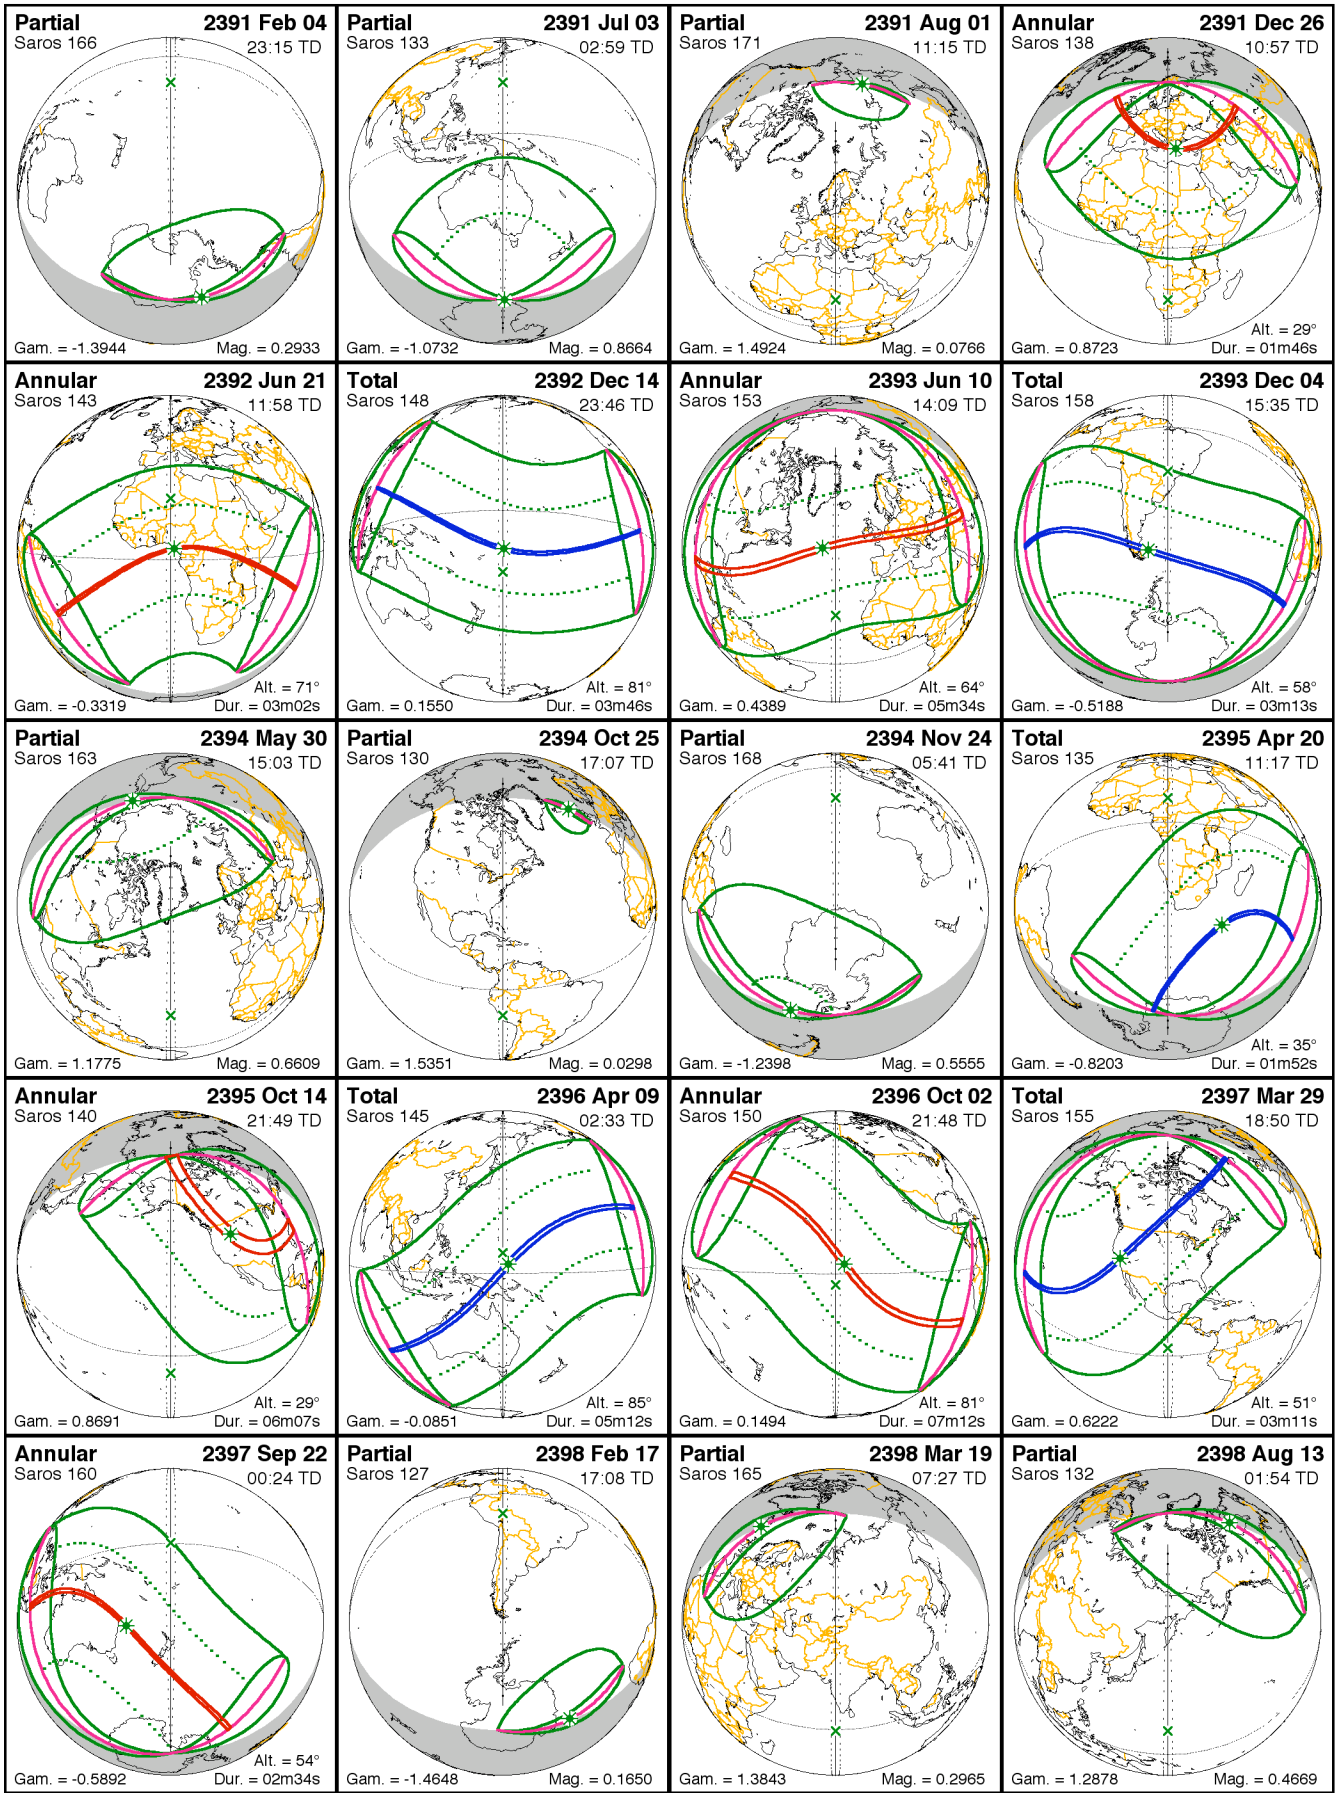 Partial 2391 Feb 04
Saros 166 23:15 TD
Gam. = -1.3944 Mag. = 0.2933
Partial 2391 Jul 03
Saros 133 02:59 TD
Gam. = -1.0732 Mag. = 0.8664
Partial 2391 Aug 01
Saros 171 11:15 TD
Gam. = 1.4924 Mag. = 0.0766
Annular 2391 Dec 26
Saros 138 10:57 TD
Alt. = 29°
Gam. = 0.8723 Dur. = 01m46s
Annular 2392 Jun 21
Saros 143 11:58 TD
Alt. = 71°
Gam. = -0.3319 Dur. = 03m02s
Total 2392 Dec 14
Saros 148 23:46 TD
Alt. = 81°
Gam. = 0.1550 Dur. = 03m46s
Annular 2393 Jun 10
Saros 153 14:09 TD
Alt. = 64°
Gam. = 0.4389 Dur. = 05m34s
Total 2393 Dec 04
Saros 158 15:35 TD
Alt. = 58°
Gam. = -0.5188 Dur. = 03m13s
Partial 2394 May 30
Saros 163 15:03 TD
Gam. = 1.1775 Mag. = 0.6609
Partial 2394 Oct 25
Saros 130 17:07 TD
Gam. = 1.5351 Mag. = 0.0298
Partial 2394 Nov 24
Saros 168 05:41 TD
Gam. = -1.2398 Mag. = 0.5555
Total 2395 Apr 20
Saros 135 11:17 TD
Alt. = 35°
Gam. = -0.8203 Dur. = 01m52s
Annular 2395 Oct 14
Saros 140 21:49 TD
Alt. = 29°
Gam. = 0.8691 Dur. = 06m07s
Total 2396 Apr 09
Saros 145 02:33 TD
Alt. = 85°
Gam. = -0.0851 Dur. = 05m12s
Annular 2396 Oct 02
Saros 150 21:48 TD
Alt. = 81°
Gam. = 0.1494 Dur. = 07m12s
Total 2397 Mar 29
Saros 155 18:50 TD
Alt. = 51°
Gam. = 0.6222 Dur. = 03m11s
Annular 2397 Sep 22
Saros 160 00:24 TD
Alt. = 54°
Gam. = -0.5892 Dur. = 02m34s
Partial 2398 Feb 17
Saros 127 17:08 TD
Gam. = -1.4648 Mag. = 0.1650
Partial 2398 Mar 19
Saros 165 07:27 TD
Gam. = 1.3843 Mag. = 0.2965
Partial 2398 Aug 13
Saros 132 01:54 TD
Gam. = 1.2878 Mag. = 0.4669